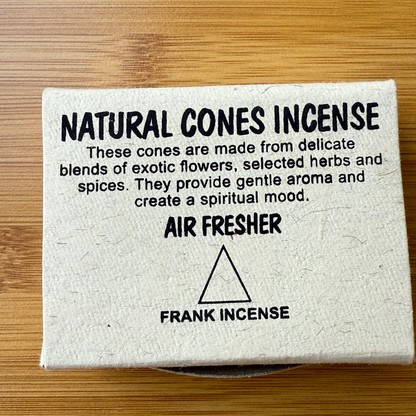 NATURAL CONES INCENSE
These cones are made from delicate
blends of exotic flowers, selected herbs and
spices. They provide gentle aroma and
create a spiritual mood.
AIR FRESHER
FRANK INCENSE